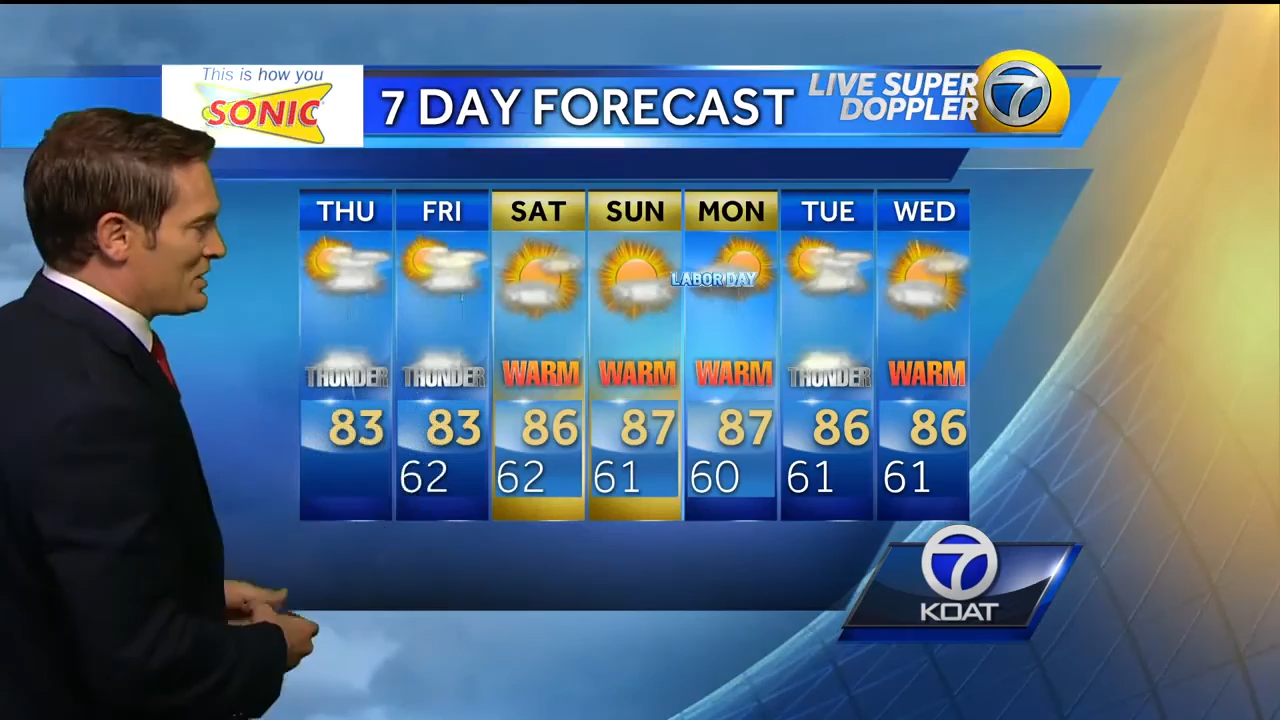 This is how you
SONIC
7 DAY FORECAST
LIVE SUPER
DOPPLER
7
THU FRI SAT SUN MON TUE WED
LABOR DAY
THUNDER THUNDER WARM WARM WARM THUNDER WARM
83 83 86 87 87 86 86
62 62 61 60 61 61
7
KOAT